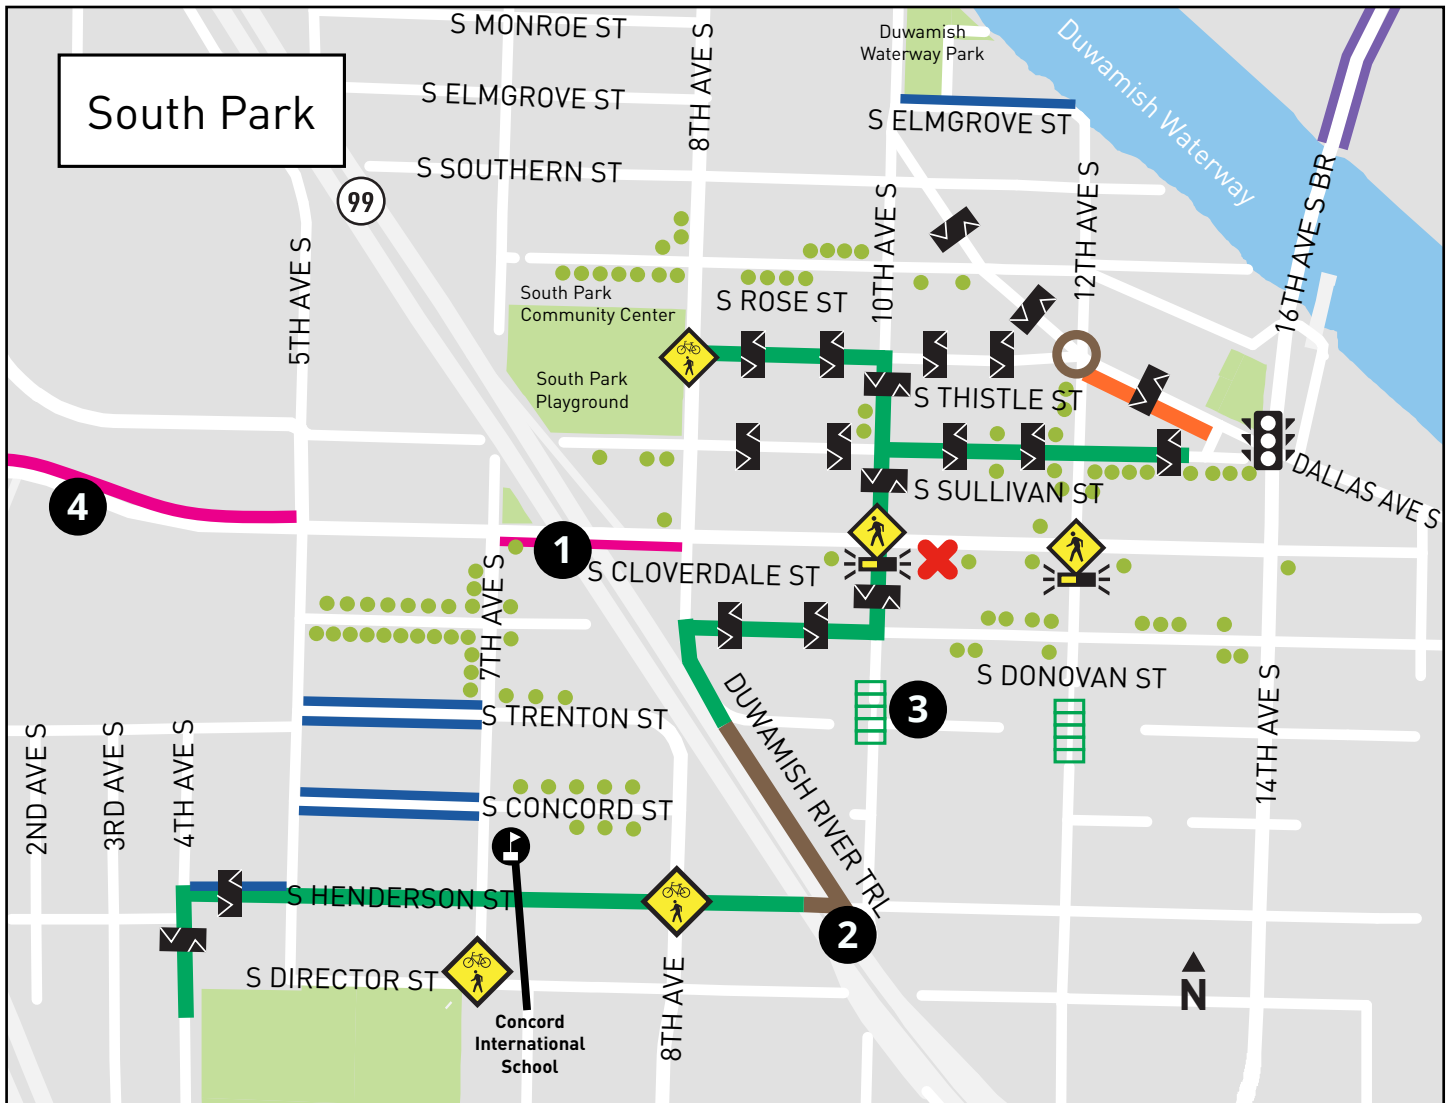 S MONROE ST
8TH AVE S
Duwamish
Waterway Park
Duwamish Waterway
South Park
S ELMGROVE ST
S ELMGROVE ST
S SOUTHERN ST
99
16TH AVE S BR
12TH AVE S
10TH AVE S
5TH AVE S
South Park
Community Center
S ROSE ST
South Park
Playground
S THISTLE ST
DALLAS AVE S
4
S SULLIVAN ST
1
S CLOVERDALE ST
7TH AVE S
S DONOVAN ST
S TRENTON ST
3
14TH AVE S
DUWAMISH RIVER TRL
2ND AVE S
3RD AVE S
4TH AVE S
S CONCORD ST
S HENDERSON ST
2
S DIRECTOR ST
8TH AVE
N
Concord
International
School